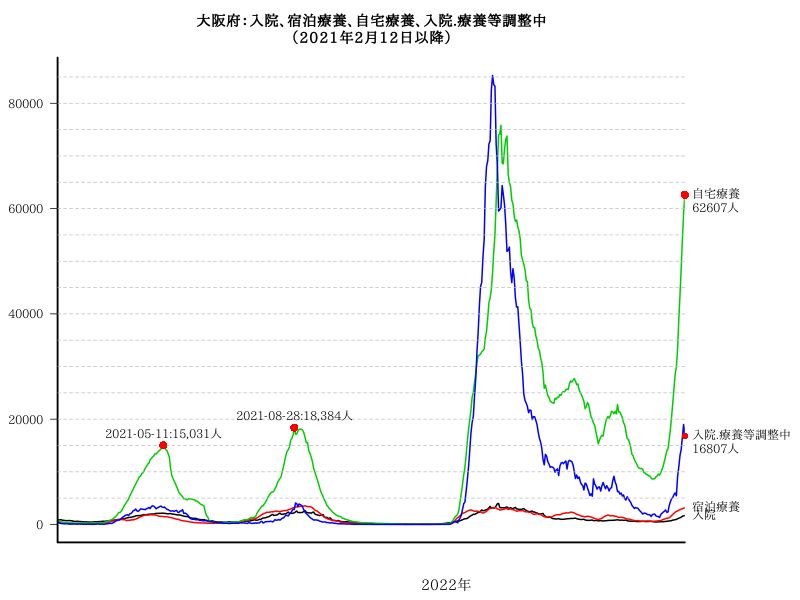 大阪府：入院、宿泊療養、自宅療養、入院.療養等調整中
（2021年2月12日以降）
80000
60000
40000
20000
0
2021-05-11:15,031人
2021-08-28:18,384人
自宅療養
62607人
入院.療養等調整中
16807人
宿泊療養
入院
2022年